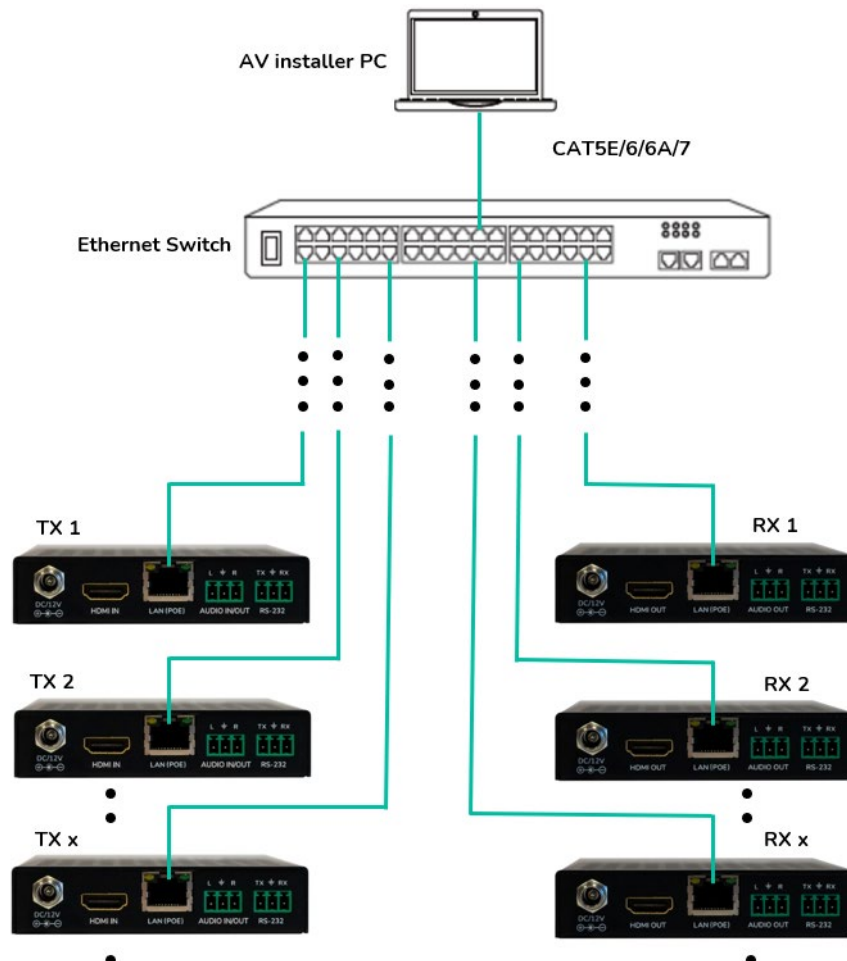 AV installer PC
CAT5E/6/6A/7
Ethernet Switch
TX 1
L R TX RX
DC/12V
HDMI IN LAN (POE) AUDIO IN/OUT RS-232
RX 1
L R TX RX
DC/12V
HDMI OUT LAN (POE) AUDIO OUT RS-232
TX 2
L R TX RX
DC/12V
HDMI IN LAN (POE) AUDIO IN/OUT RS-232
RX 2
L R TX RX
DC/12V
HDMI OUT LAN (POE) AUDIO OUT RS-232
TX x
L R TX RX
DC/12V
HDMI IN LAN (POE) AUDIO IN/OUT RS-232
RX x
L R TX RX
DC/12V
HDMI OUT LAN (POE) AUDIO OUT RS-232